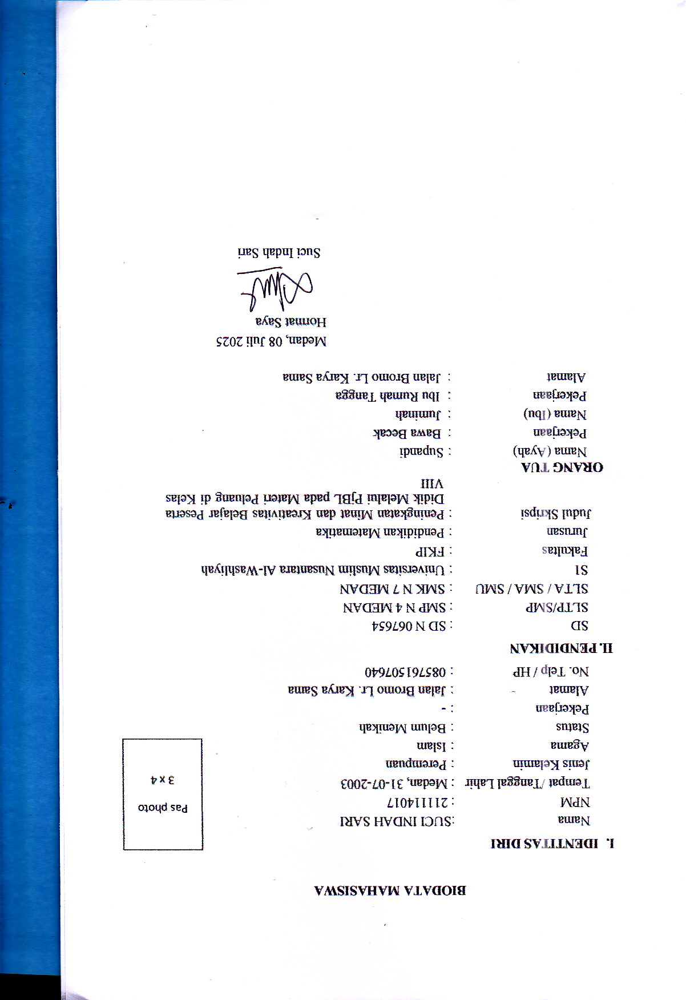 BIODATA MAHASISWA
I. IDENTITAS DIRI
Nama :SUCI INDAH SARI
NPM : 211114017
Tempat /Tanggal Lahir : Medan, 31-07-2003
Jenis Kelamin : Perempuan
Agama : Islam
Status : Belum Menikah
Pekerjaan : -
Alamat : Jalan Bromo Lr. Karya Sama
No. Telp / HP : 085761507640
Pas photo
3 x 4
II. PENDIDIKAN
SD : SD N 067654
SLTP/SMP : SMP N 4 MEDAN
SLTA / SMA / SMU : SMK N 7 MEDAN
S1 : Universitas Muslim Nusantara Al-Washliyah
Fakultas : FKIP
Jurusan : Pendidikan Matematika
Judul Skripsi : Peningkatan Minat dan Kreativitas Belajar Peserta
Didik Melalui PjBL pada Materi Peluang di Kelas
VIII
ORANG TUA
Nama (Ayah) : Supandi
Pekerjaan : Bawa Becak
Nama (Ibu) : Juminah
Pekerjaan : Ibu Rumah Tangga
Alamat : Jalan Bromo Lr. Karya Sama
Medan, 08 Juli 2025
Hormat Saya
Suci Indah Sari